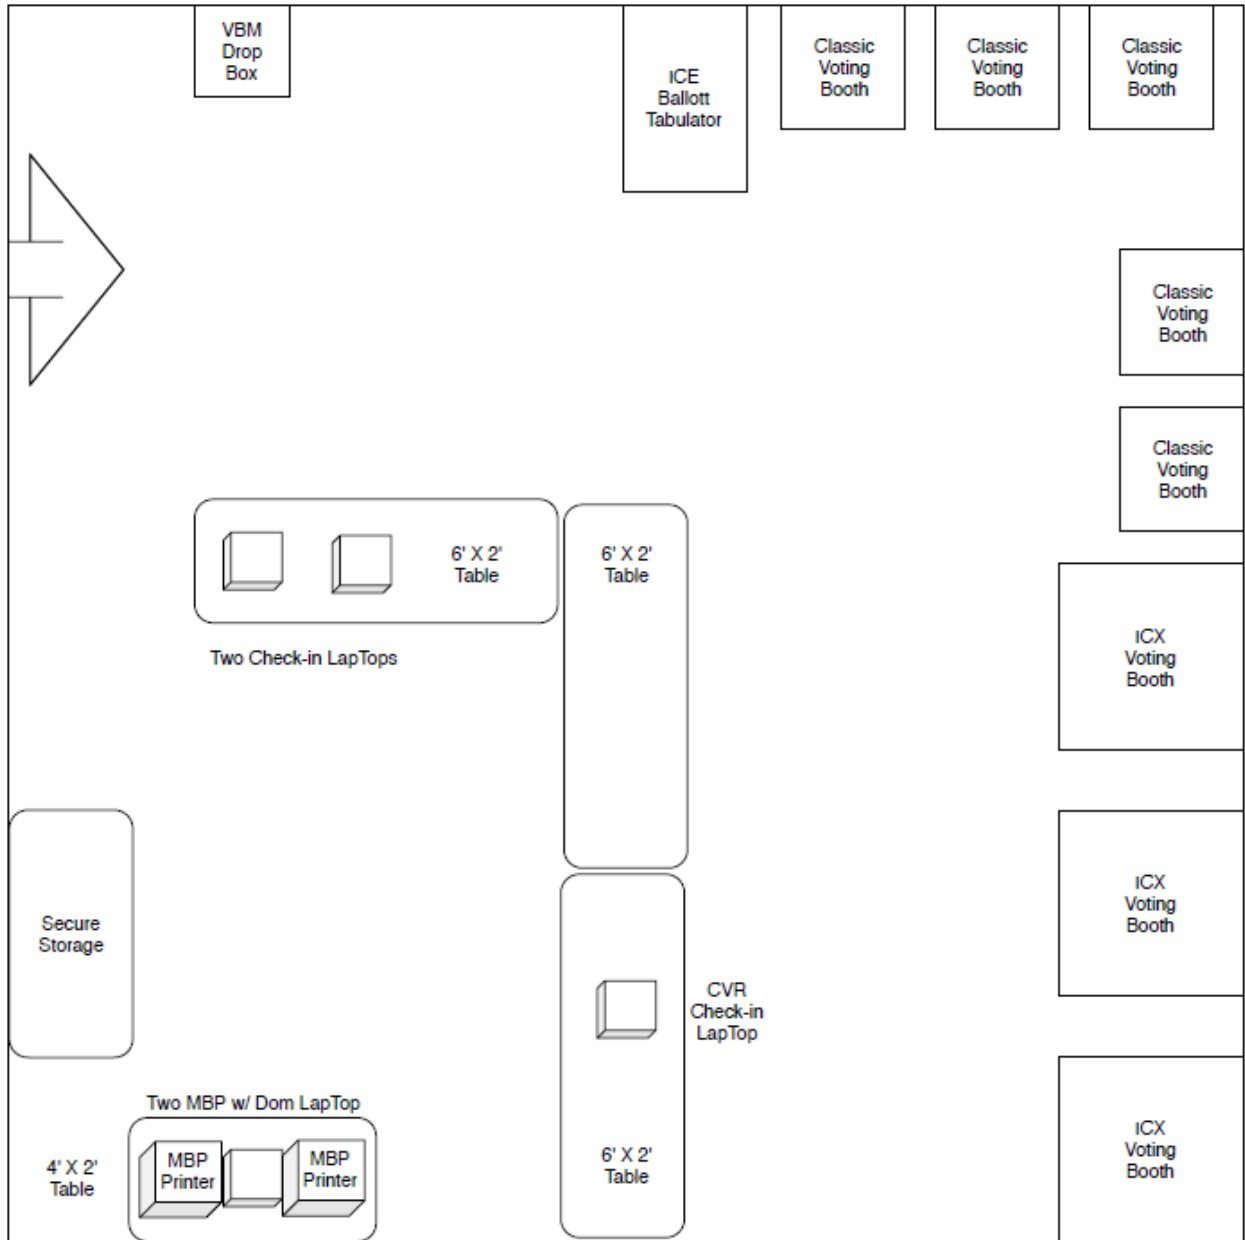 VBM
Drop
Box
ICE
Ballott
Tabulator
Classic
Voting
Booth
Classic
Voting
Booth
Classic
Voting
Booth
Classic
Voting
Booth
Classic
Voting
Booth
6' X 2'
Table
6' X 2'
Table
Two Check-in LapTops
ICX
Voting
Booth
ICX
Voting
Booth
Secure
Storage
CVR
Check-in
LapTop
Two MBP w/ Dom LapTop
4' X 2'
Table
MBP
Printer
MBP
Printer
6' X 2'
Table
ICX
Voting
Booth